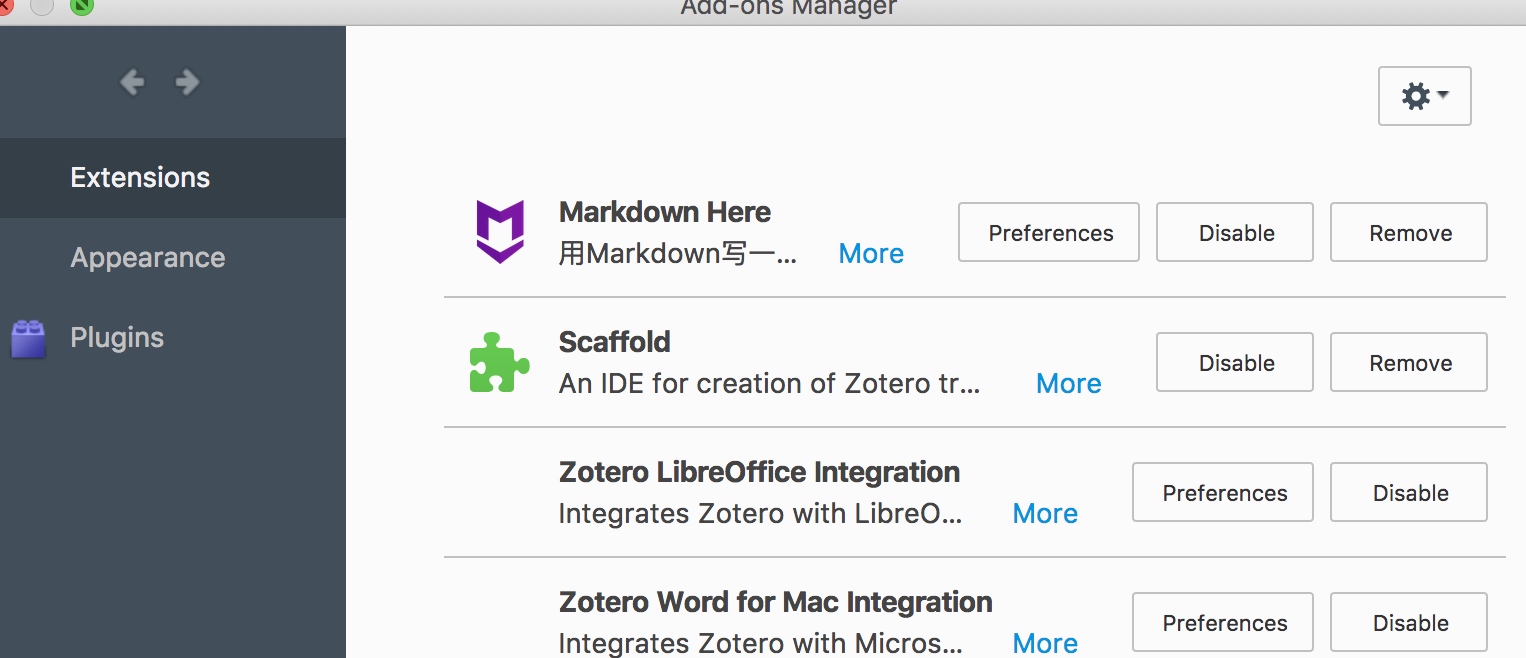 Add-ons Manager
Extensions
Appearance
Plugins
Markdown Here
用Markdown写一... More
Preferences Disable Remove
Scaffold
An IDE for creation of Zotero tr... More
Disable Remove
Zotero LibreOffice Integration
Integrates Zotero with LibreO... More
Preferences Disable
Zotero Word for Mac Integration
Integrates Zotero with Micros... More
Preferences Disable